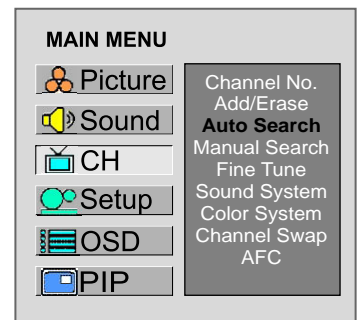 MAIN MENU
Picture
Sound
CH
Setup
OSD
PIP
Channel No.
Add/Erase
Auto Search
Manual Search
Fine Tune
Sound System
Color System
Channel Swap
AFC